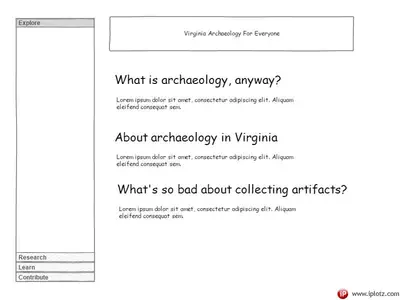 Explore
Virginia Archaeology For Everyone
What is archaeology, anyway?
Lorem ipsum dolor sit amet, consectetur adipiscing elit. Aliquam
eleifend consequat sem.
About archaeology in Virginia
Lorem ipsum dolor sit amet, consectetur adipiscing elit. Aliquam
eleifend consequat sem.
What's so bad about collecting artifacts?
Lorem ipsum dolor sit amet, consectetur adipiscing elit. Aliquam
eleifend consequat sem.
Research
Learn
Contribute
IP www.iplotz.com